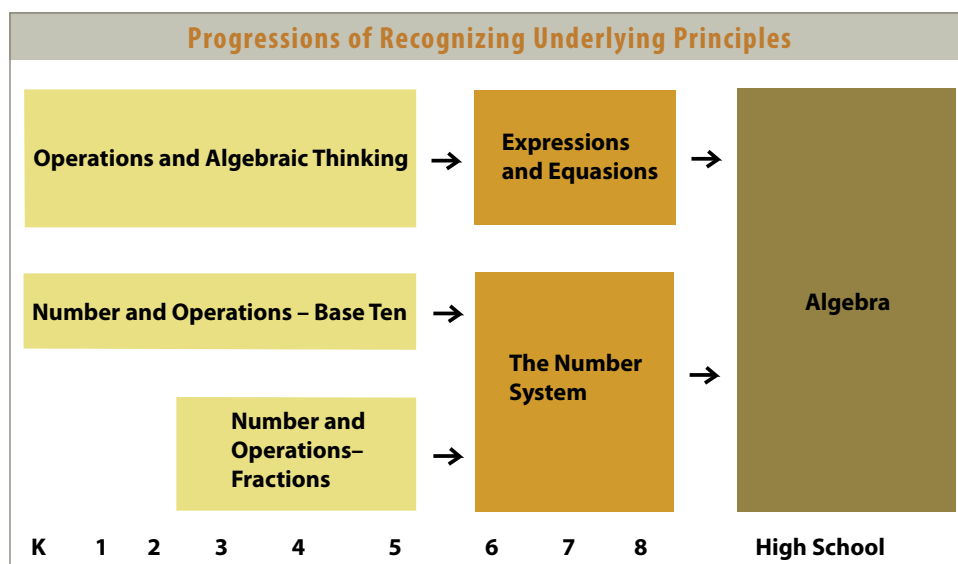 Progressions of Recognizing Underlying Principles
Operations and Algebraic Thinking
Expressions
and Equasions
Number and Operations – Base Ten
The Number
System
Number and
Operations–
Fractions
Algebra
K 1 2 3 4 5 6 7 8 High School